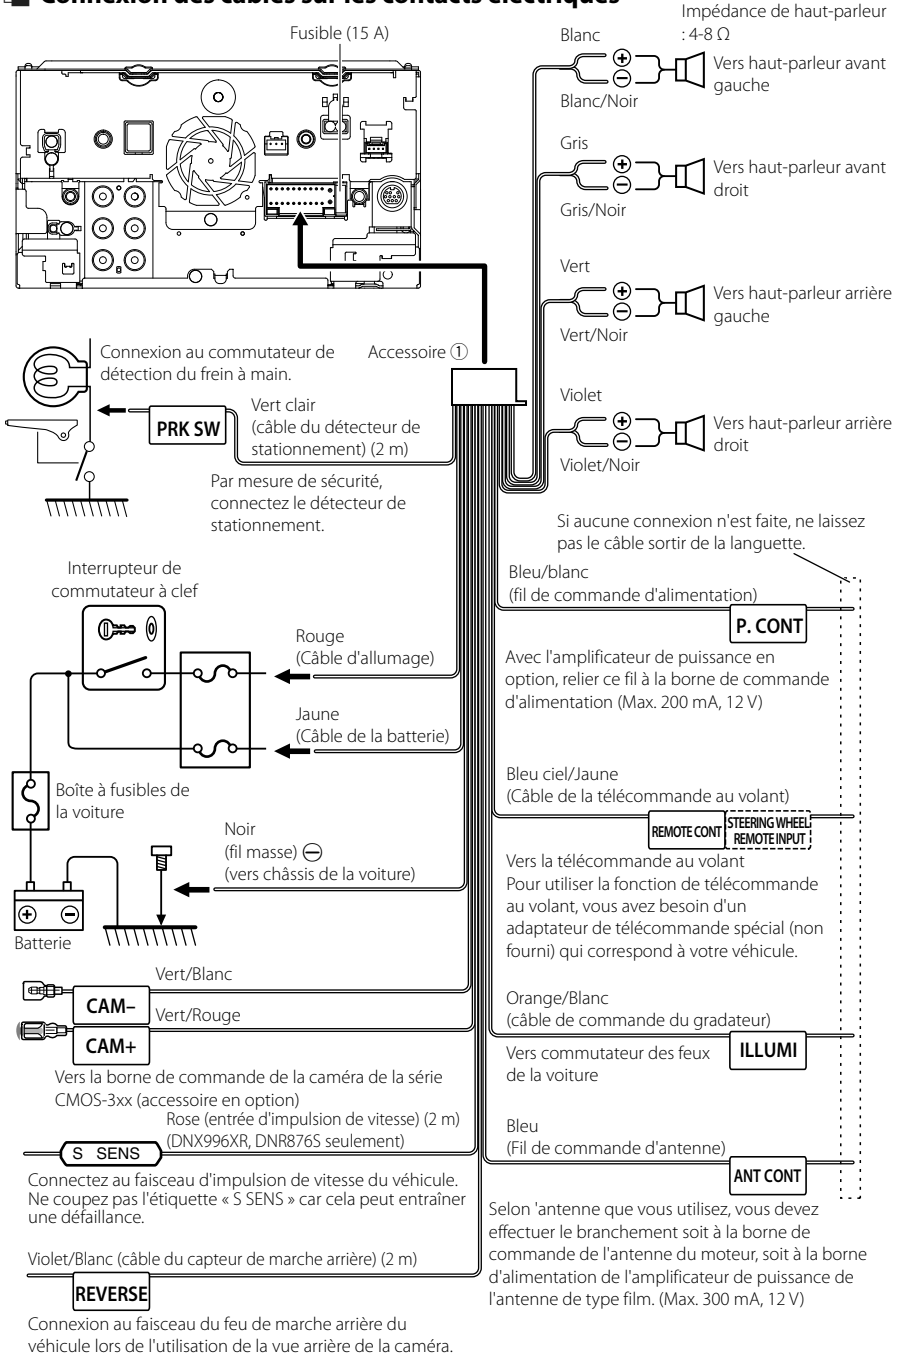 Connexion des câbles sur les contacts électriques
Fusible (15 A)
Impédance de haut-parleur
: 4-8 Ω
Blanc
Blanc/Noir
Vers haut-parleur avant
gauche
Gris
Gris/Noir
Vers haut-parleur avant
droit
Vert
Vert/Noir
Vers haut-parleur arrière
gauche
Violet
Violet/Noir
Vers haut-parleur arrière
droit
Connexion au commutateur de
détection du frein à main.
Accessoire ①
PRK SW
Vert clair
(câble du détecteur de
stationnement) (2 m)
Par mesure de sécurité,
connectez le détecteur de
stationnement.
Si aucune connexion n'est faite, ne laissez
pas le câble sortir de la languette.
Interrupteur de
commutateur à clef
Rouge
(Câble d'allumage)
Jaune
(Câble de la batterie)
Boîte à fusibles de
la voiture
Noir
(fil masse) ⊖
(vers châssis de la voiture)
Batterie
Bleu/blanc
(fil de commande d'alimentation)
P. CONT
Avec l'amplificateur de puissance en
option, relier ce fil à la borne de commande
d'alimentation (Max. 200 mA, 12 V)
Bleu ciel/Jaune
(Câble de la télécommande au volant)
REMOTE CONT
STEERING WHEEL
REMOTE INPUT
Vers la télécommande au volant
Pour utiliser la fonction de télécommande
au volant, vous avez besoin d'un
adaptateur de télécommande spécial (non
fourni) qui correspond à votre véhicule.
Vert/Blanc
CAM–
Vert/Rouge
CAM+
Vers la borne de commande de la caméra de la série
CMOS-3xx (accessoire en option)
Orange/Blanc
(câble de commande du gradateur)
ILLUMI
Vers commutateur des feux
de la voiture
Rose (entrée d'impulsion de vitesse) (2 m)
(DNX996XR, DNR876S seulement)
S SENS
Connectez au faisceau d'impulsion de vitesse du véhicule.
Ne coupez pas l'étiquette « S SENS » car cela peut entraîner
une défaillance.
Bleu
(Fil de commande d'antenne)
ANT CONT
Selon 'antenne que vous utilisez, vous devez
effectuer le branchement soit à la borne de
commande de l'antenne du moteur, soit à la borne
d'alimentation de l'amplificateur de puissance de
l'antenne de type film. (Max. 300 mA, 12 V)
Violet/Blanc (câble du capteur de marche arrière) (2 m)
REVERSE
Connexion au faisceau du feu de marche arrière du
véhicule lors de l'utilisation de la vue arrière de la caméra.